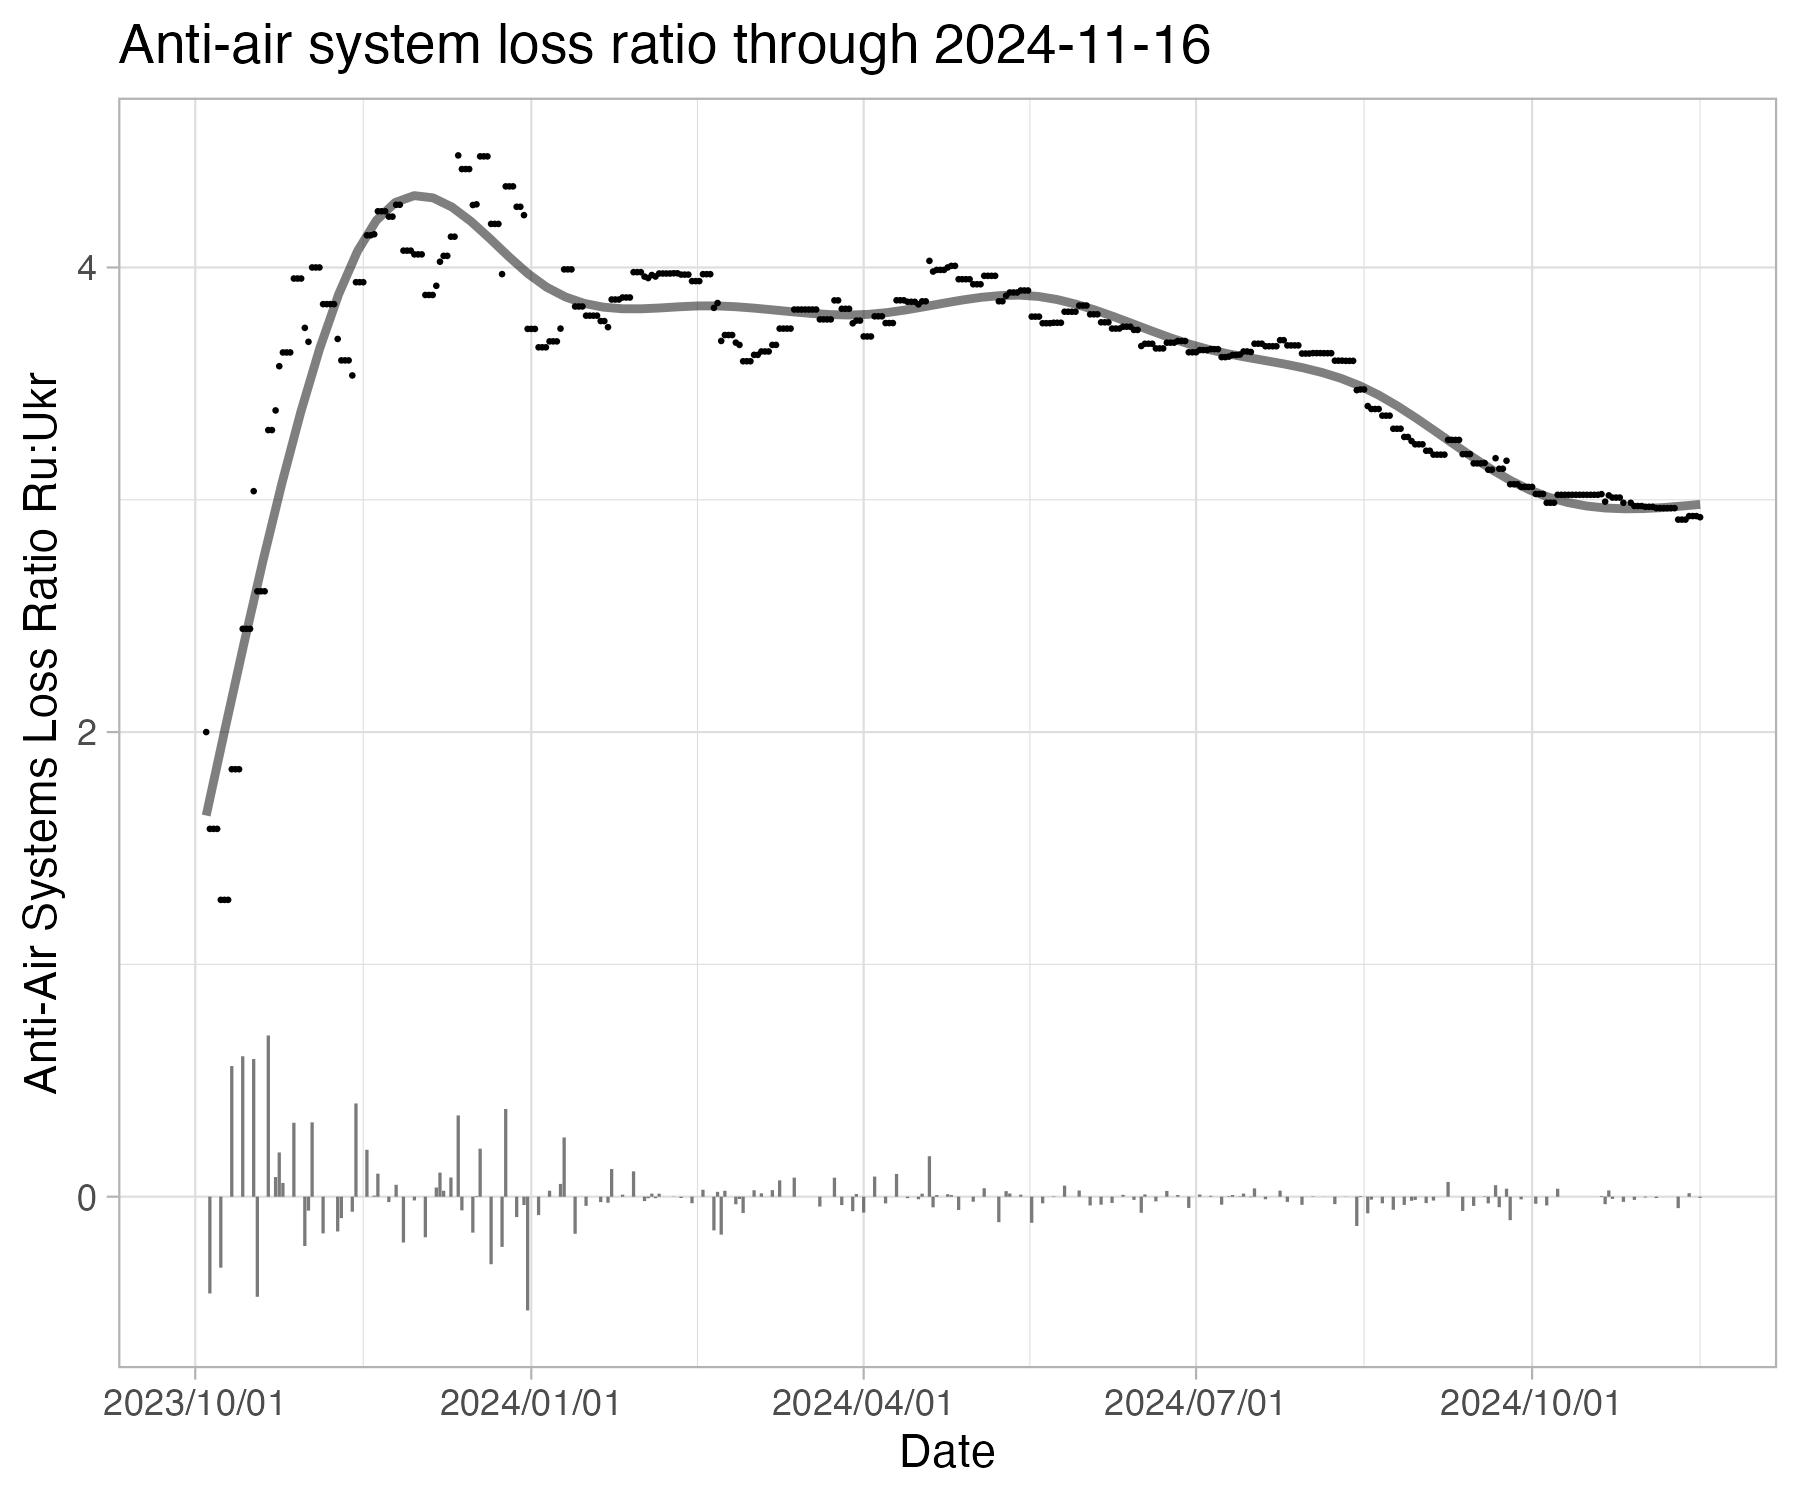 Anti-air system loss ratio through 2024-11-16
Anti-Air Systems Loss Ratio Ru:Ukr
4
2
0
2023/10/01 2024/01/01 2024/04/01 2024/07/01 2024/10/01
Date